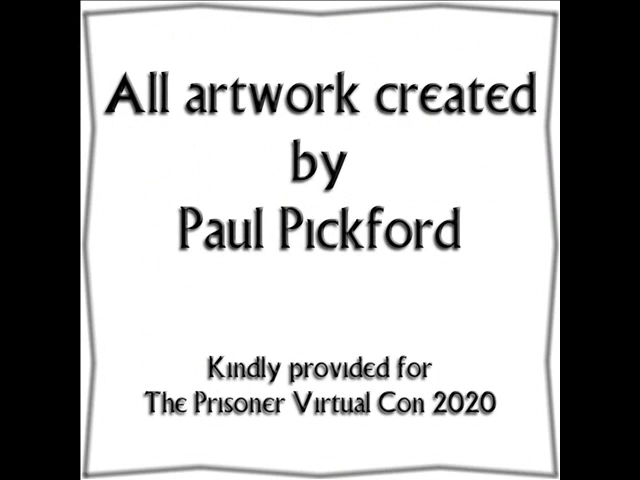 All artwork created
by
Paul Pickford
Kindly provided for
The Prisoner Virtual Con 2020